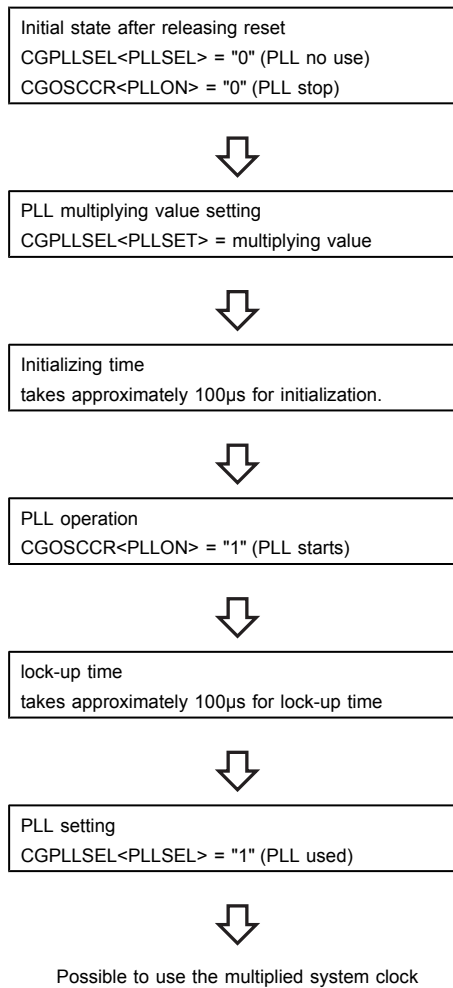 Initial state after releasing reset
CGPLLSEL<PLLSEL> = "0" (PLL no use)
CGOSCCR<PLLON> = "0" (PLL stop)
PLL multiplying value setting
CGPLLSEL<PLLSET> = multiplying value
Initializing time
takes approximately 100μs for initialization.
PLL operation
CGOSCCR<PLLON> = "1" (PLL starts)
lock-up time
takes approximately 100μs for lock-up time
PLL setting
CGPLLSEL<PLLSEL> = "1" (PLL used)
Possible to use the multiplied system clock